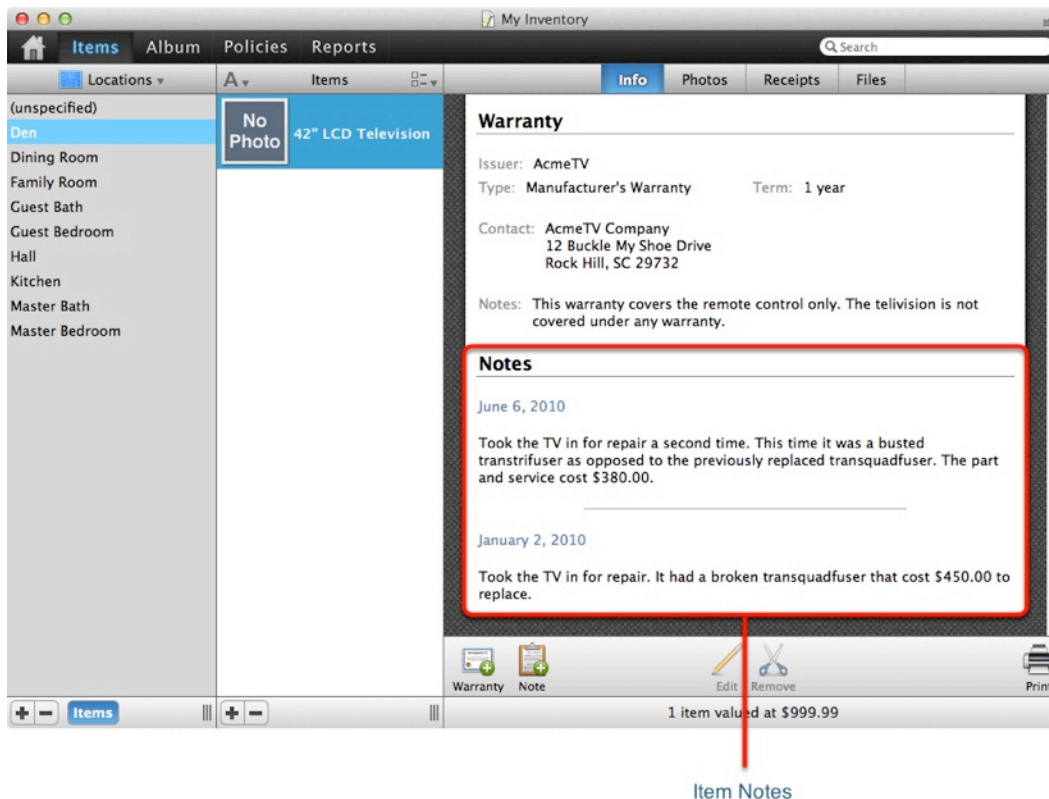 My Inventory
Items Album Policies Reports
Search
Locations
A Items
Info Photos Receipts Files
(unspecified)
Den
Dining Room
Family Room
Guest Bath
Guest Bedroom
Hall
Kitchen
Master Bath
Master Bedroom
No
Photo
42" LCD Television
Warranty
Issuer: AcmeTV
Type: Manufacturer's Warranty Term: 1 year
Contact: AcmeTV Company
12 Buckle My Shoe Drive
Rock Hill, SC 29732
Notes: This warranty covers the remote control only. The telivision is not
covered under any warranty.
Notes
June 6, 2010
Took the TV in for repair a second time. This time it was a busted
transtrifuser as opposed to the previously replaced transquadfuser. The part
and service cost $380.00.
January 2, 2010
Took the TV in for repair. It had a broken transquadfuser that cost $450.00 to
replace.
Warranty Note Edit Remove Print
Items
1 item valued at $999.99
Item Notes